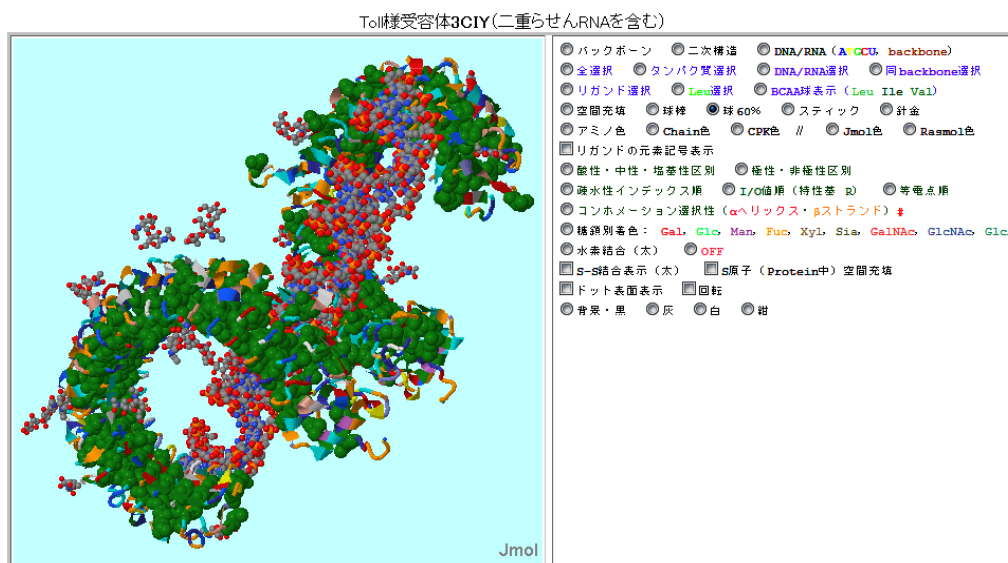 Toll様受容体3CIY(二重らせんRNAを含む)
バックボーン 二次構造 DNA/RNA (ATGCU, backbone)
全選択 タンパク質選択 DNA/RNA選択 同backbone選択
リガンド選択 Leu選択 BCAA球表示 (Leu Ile Val)
空間充填 球棒 球60% スティック 針金
アミノ色 Chain色 CPK色 // Jmol色 Rasmol色
リガンドの元素記号表示
酸性・中性・塩基性区別 極性・非極性区別
疎水性インデックス順 I/O値順 (特性基 R) 等電点順
コンホメーション選択性 (αヘリックス・βストランド) #
糖鎖別着色: Gal, Glc, Man, Fuc, Xyl, Sia, GalNAc, GlcNAc, Glc
水素結合 (太) OFF
S-S結合表示 (太) S原子 (Protein中) 空間充填
ドット表面表示 回転
背景・黒 灰 白 紺
Jmol